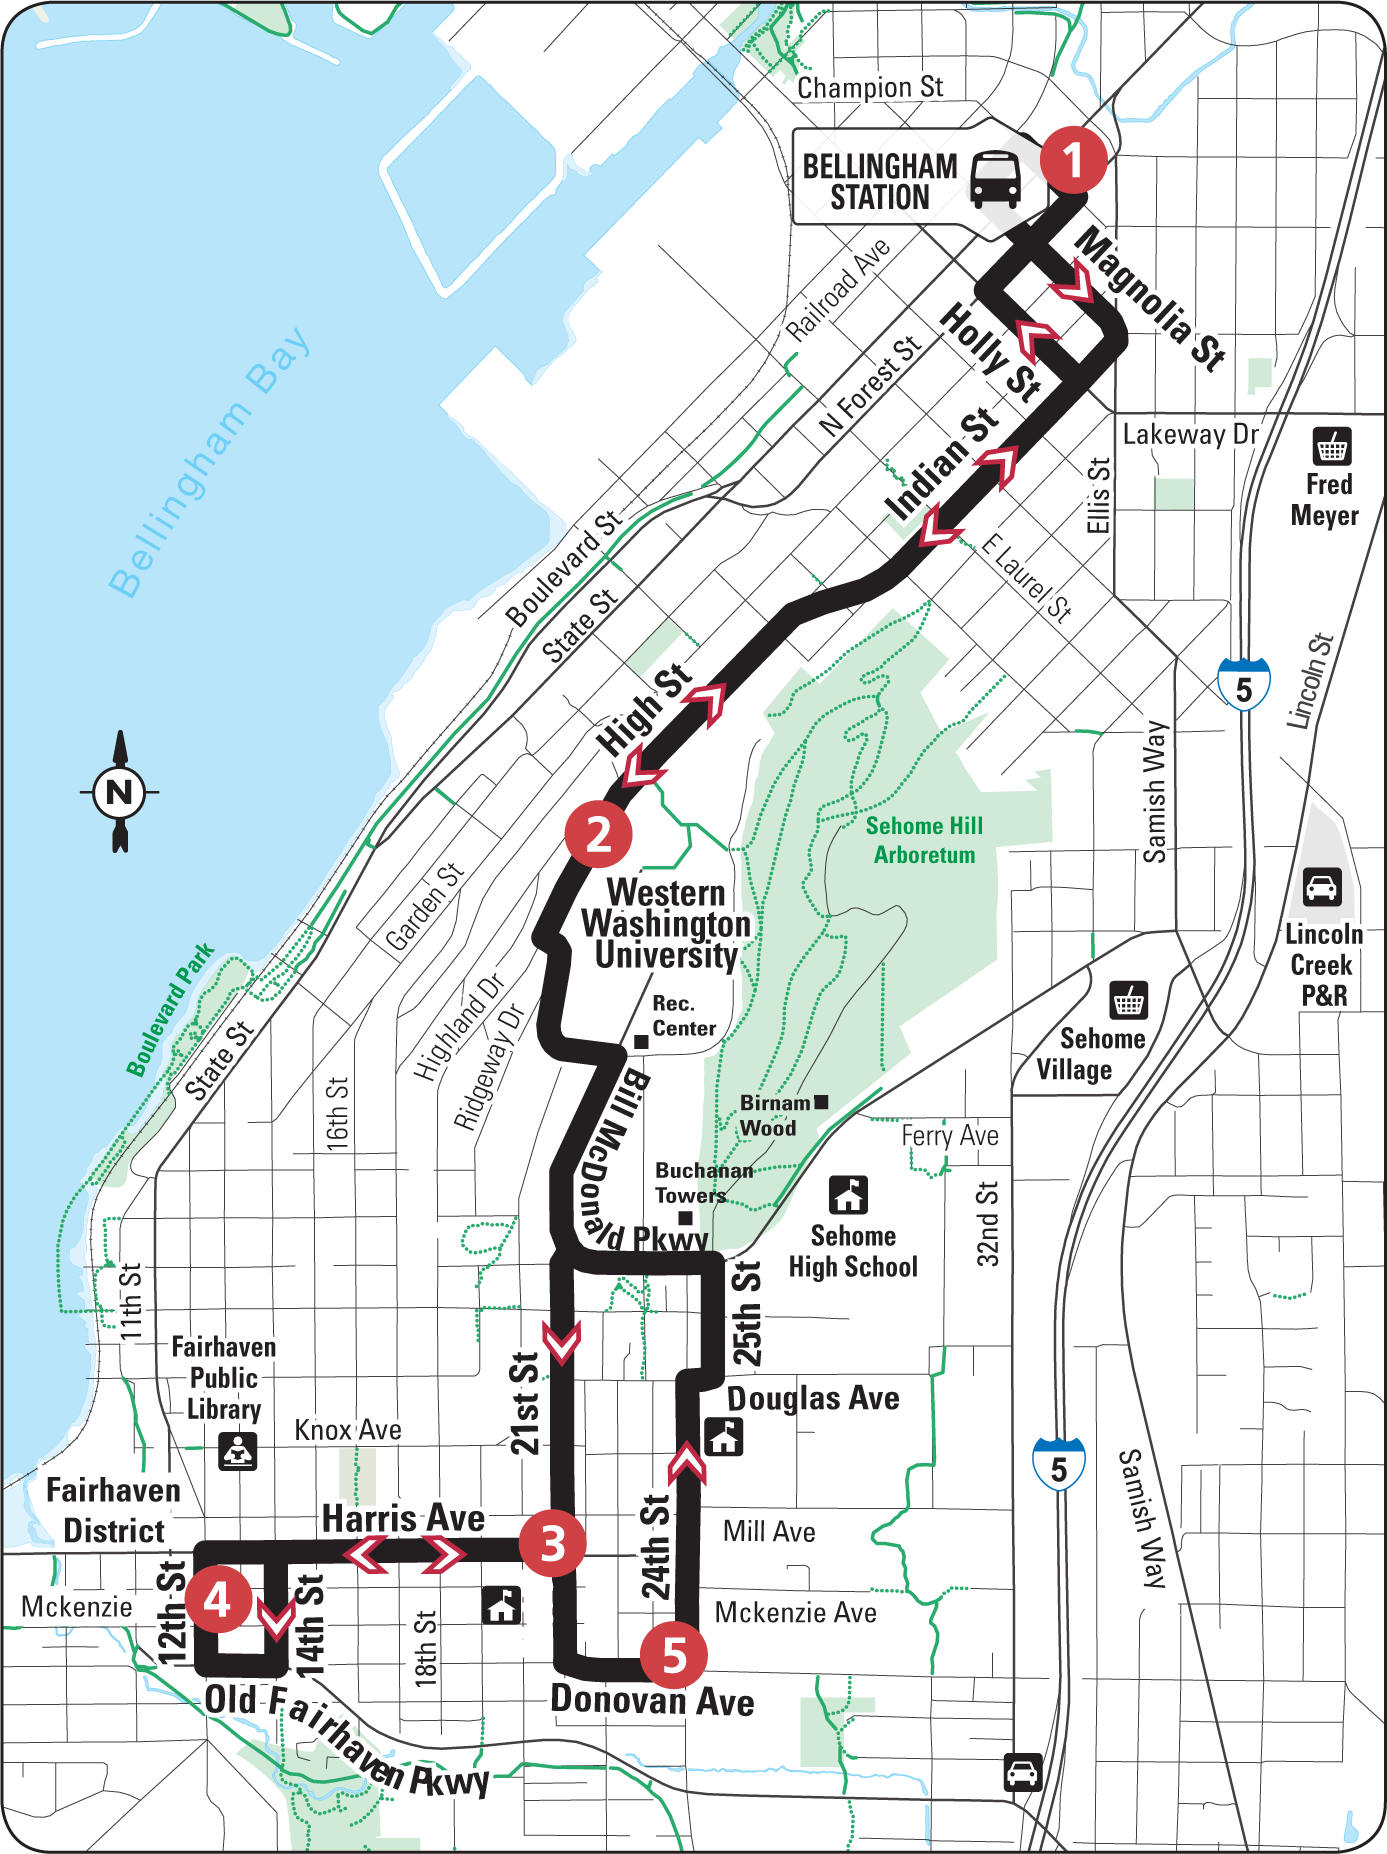 Champion St
BELLINGHAM
STATION
1
Magnolia St
Railroad Ave
Holly St
N Forest St
Indian St
Lakeway Dr
Fred
Meyer
Ellis St
Bellingham Bay
Boulevard St
State St
E Laurel St
Lincoln St
5
High St
Samish Way
N
2
Sehome Hill
Arboretum
Western
Washington
University
Garden St
Lincoln
Creek
P&R
Boulevard Park
Highland Dr
Ridgeway Dr
Rec.
Center
Sehome
Village
State St
16th St
Bill McDonald Pkwy
Birnam
Wood
Ferry Ave
Buchanan
Towers
32nd St
Sehome
High School
11th St
25th St
Fairhaven
Public
Library
21st St
Douglas Ave
Knox Ave
5
Samish Way
Fairhaven
District
Harris Ave
3
24th St
Mill Ave
Mckenzie
12th St
4
14th St
18th St
Mckenzie Ave
5
Old Fairhaven Pkwy
Donovan Ave